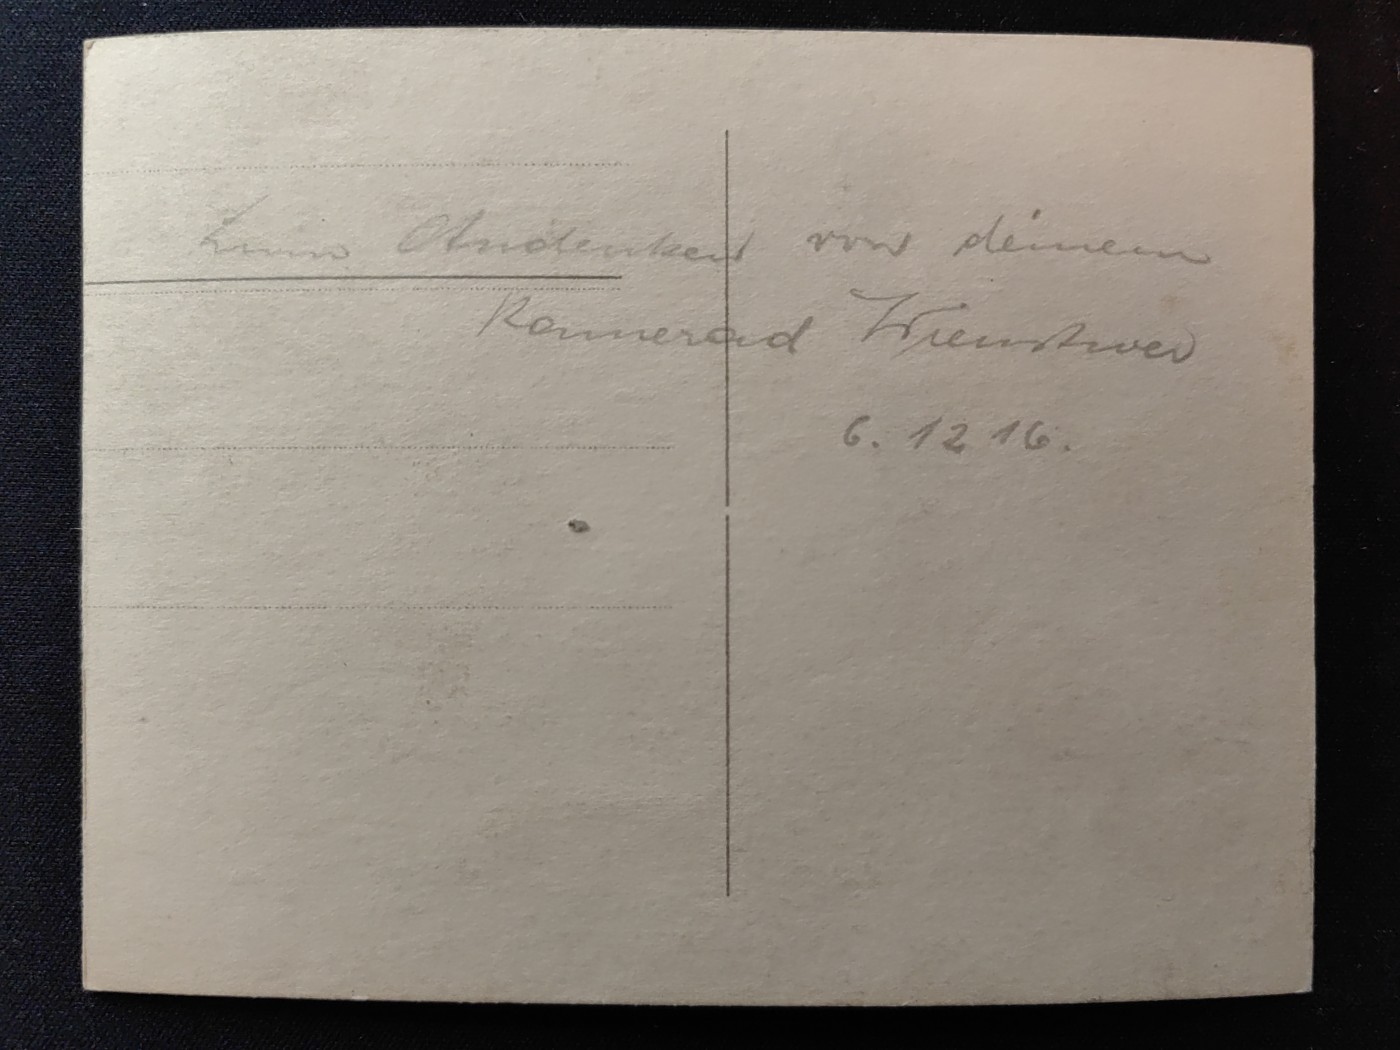 Zum Andenken von deinem
Kamerad
6. 12 16.